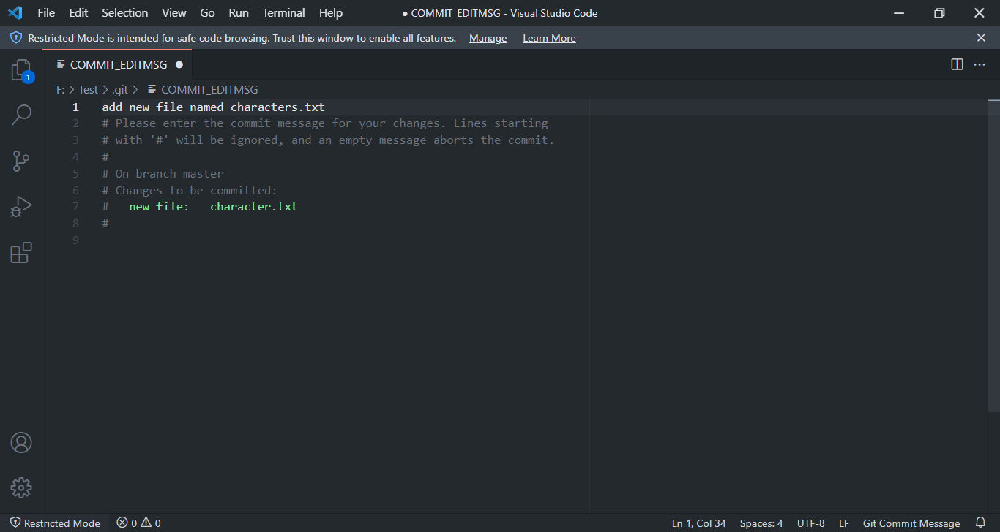 File Edit Selection View Go Run Terminal Help ● COMMIT_EDITMSG - Visual Studio Code
Restricted Mode is intended for safe code browsing. Trust this window to enable all features. Manage Learn More
COMMIT_EDITMSG ●
1
F: > Test > .git > COMMIT_EDITMSG
1 add new file named characters.txt
2 # Please enter the commit message for your changes. Lines starting
3 # with '#' will be ignored, and an empty message aborts the commit.
4 #
5 # On branch master
6 # Changes to be committed:
7 #   new file:   character.txt
8 #
9
Restricted Mode 0 0 Ln 1, Col 34 Spaces: 4 UTF-8 LF Git Commit Message